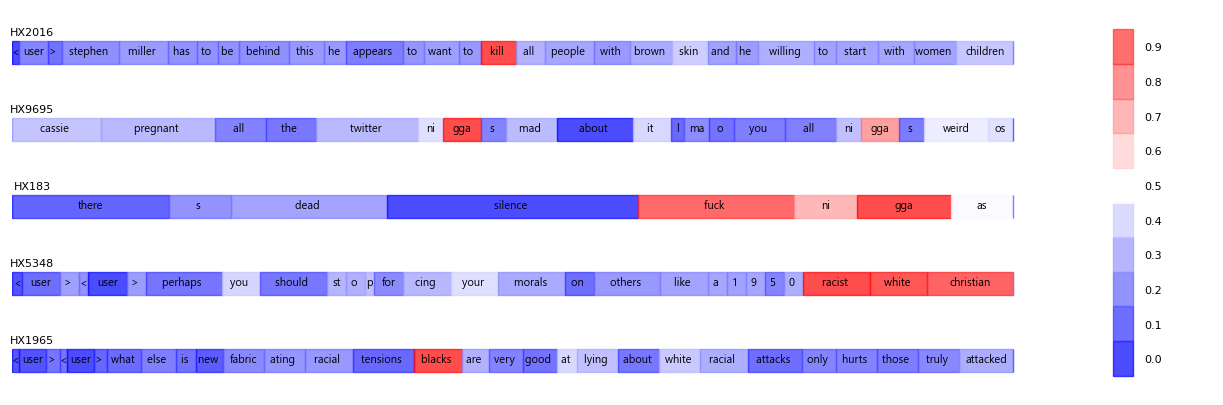 HX2016
< user > stephen miller has to be behind this he appears to want to kill all people with brown skin and he willing to start with women children
HX9695
cassie pregnant all the twitter ni gga s mad about it l ma o you all ni gga s weird os
HX183
there s dead silence fuck ni gga as
HX5348
< user > < user > perhaps you should st o p for cing your morals on others like a 1 9 5 0 racist white christian
HX1965
< user > < user > what else is new fabric ating racial tensions blacks are very good at lying about white racial attacks only hurts those truly attacked
0.9
0.8
0.7
0.6
0.5
0.4
0.3
0.2
0.1
0.0